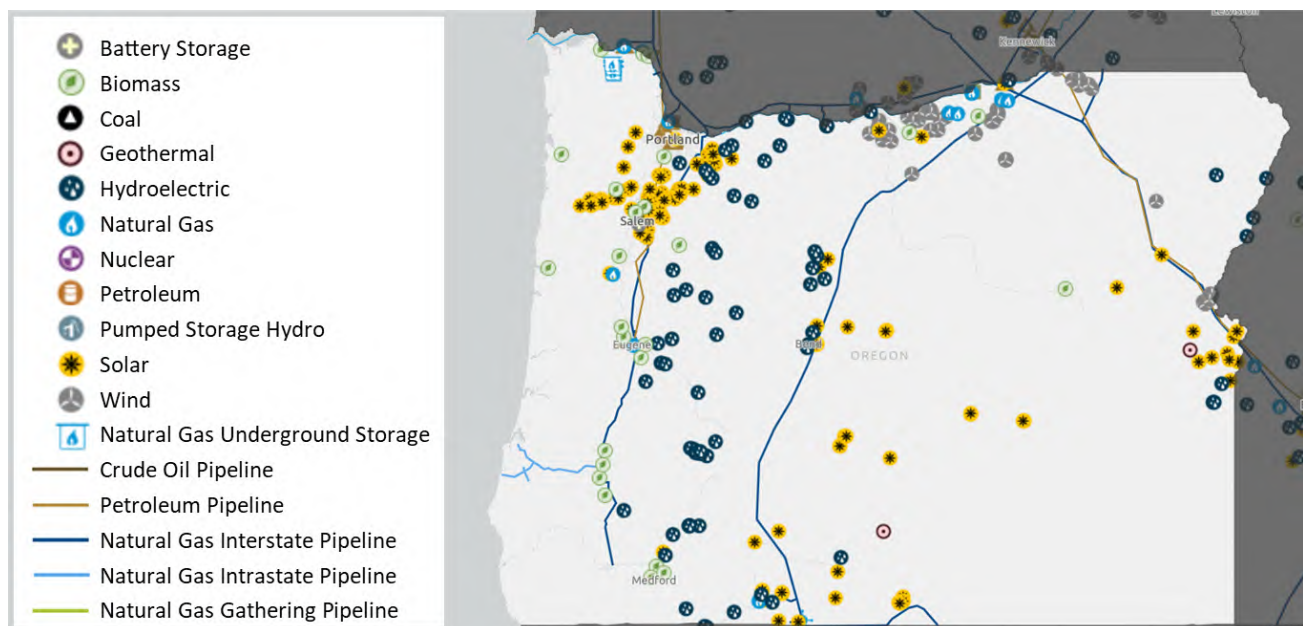 Battery Storage
Biomass
Coal
Geothermal
Hydroelectric
Natural Gas
Nuclear
Petroleum
Pumped Storage Hydro
Solar
Wind
Natural Gas Underground Storage
Crude Oil Pipeline
Petroleum Pipeline
Natural Gas Interstate Pipeline
Natural Gas Intrastate Pipeline
Natural Gas Gathering Pipeline
Kennewick
Portland
Salem
Eugene
Bend
OREGON
Medford